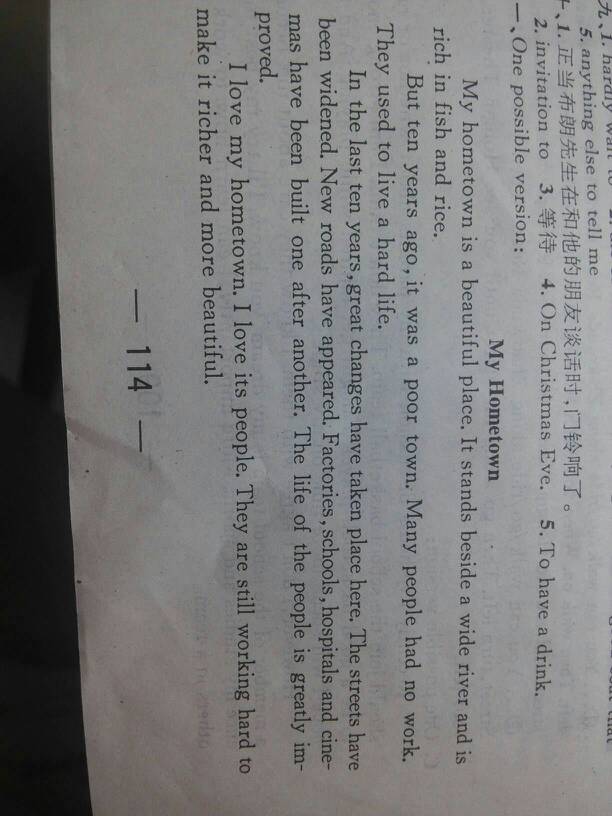 九、1. hardly wait to
5. anything else to tell me
1. 正当布朗先生在和他的朋友谈话时,门铃响了。
2. invitation to 3. 等待 4. On Christmas Eve. 5. To have a drink.
一、One possible version:
My Hometown
My hometown is a beautiful place. It stands beside a wide river and is
rich in fish and rice.
But ten years ago, it was a poor town. Many people had no work.
They used to live a hard life.
In the last ten years, great changes have taken place here. The streets have
been widened. New roads have appeared. Factories, schools, hospitals and cine-
mas have been built one after another. The life of the people is greatly im-
proved.
I love my hometown. I love its people. They are still working hard to
make it richer and more beautiful.
— 114 —